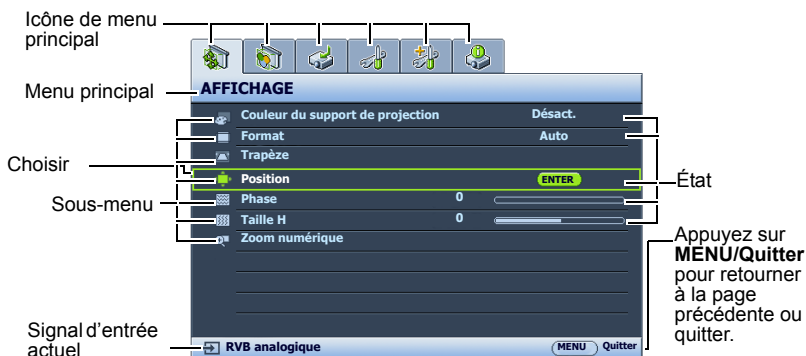 Icône de menu
principal
Menu principal
AFFICHAGE
Couleur du support de projection Désact.
Format Auto
Trapèze
Choisir
Position ENTER
État
Sous-menu
Phase 0
Taille H 0
Zoom numérique
Appuyez sur
MENU/Quitter
pour retourner
à la page
précédente ou
quitter.
Signal d'entrée
actuel
RVB analogique MENU Quitter